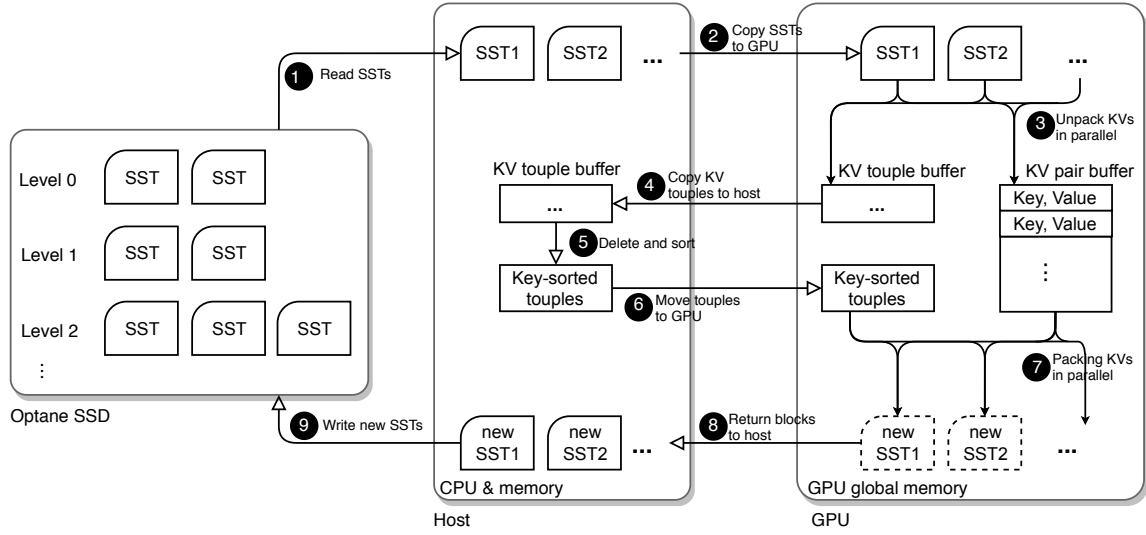 1 Read SSTs
SST1
SST2
...
2 Copy SSTs
to GPU
SST1
SST2
...
3 Unpack KVs
in parallel
Level 0
SST
SST
Level 1
SST
SST
Level 2
SST
SST
SST
⋮
Optane SSD
KV touple buffer
...
4 Copy KV
touples to host
KV touple buffer
...
KV pair buffer
Key, Value
Key, Value
⋮
5 Delete and sort
Key-sorted
touples
6 Move touples
to GPU
Key-sorted
touples
7 Packing KVs
in parallel
new
SST1
new
SST2
...
8 Return blocks
to host
new
SST1
new
SST2
...
9 Write new SSTs
CPU & memory
Host
GPU global memory
GPU